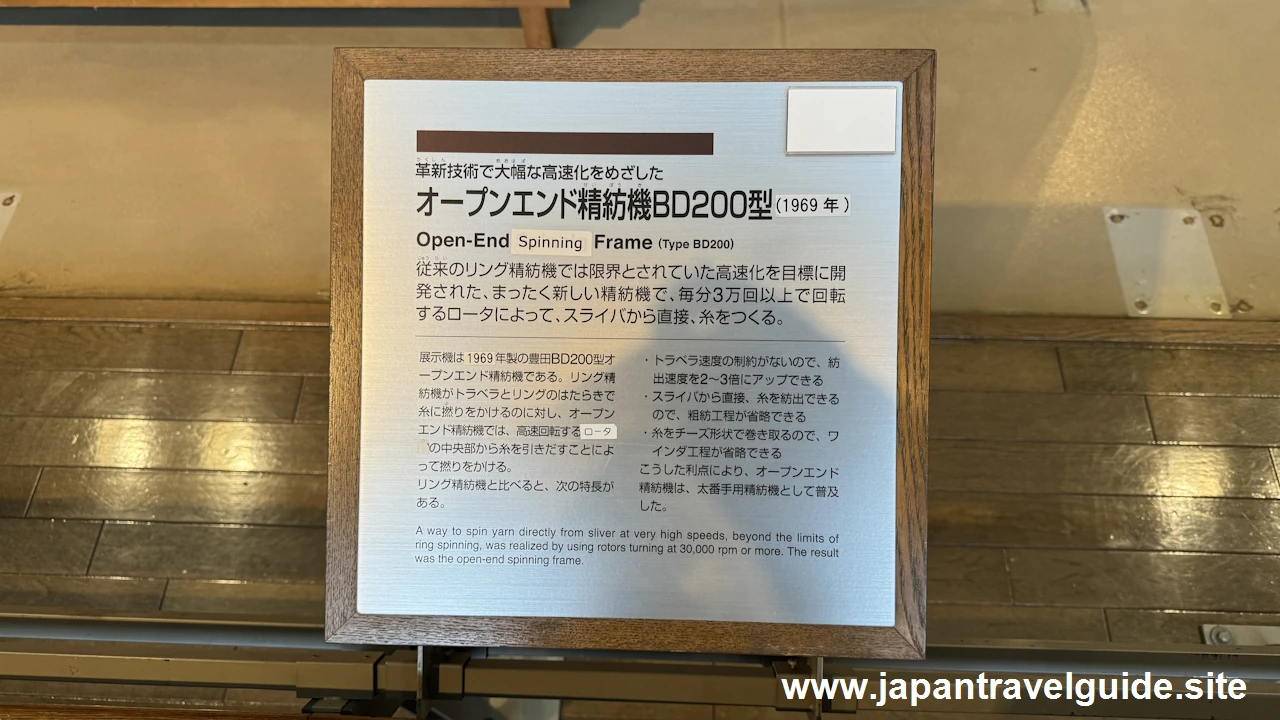 革新技術で大幅な高速化をめざした
オープンエンド精紡機BD200型(1969 年 )
Open-End Spinning Frame (Type BD200)
従来のリング精紡機では限界とされていた高速化を目標に開
発された、まったく新しい精紡機で、毎分3万回以上で回転
するロータによって、スライバから直接、糸をつくる。
展示機は1969年製の豊田BD200型オ
ープンエンド精紡機である。リング精
紡機がトラベラとリングのはたらきで
糸に撚りをかけるのに対し、オープン
エンド精紡機では、高速回転するロータ
の中央部から糸を引きだすことによ
って撚りをかける。
リング精紡機と比べると、次の特長が
ある。
・トラベラ速度の制約がないので、紡
出速度を2〜3倍にアップできる
・スライバから直接、糸を紡出できる
ので、粗紡工程が省略できる
・糸をチーズ形状で巻き取るので、ワ
インダ工程が省略できる
こうした利点により、オープンエンド
精紡機は、太番手用精紡機として普及
した。
A way to spin yarn directly from sliver at very high speeds, beyond the limits of
ring spinning, was realized by using rotors turning at 30,000 rpm or more. The result
was the open-end spinning frame.
www.japantravelguide.site